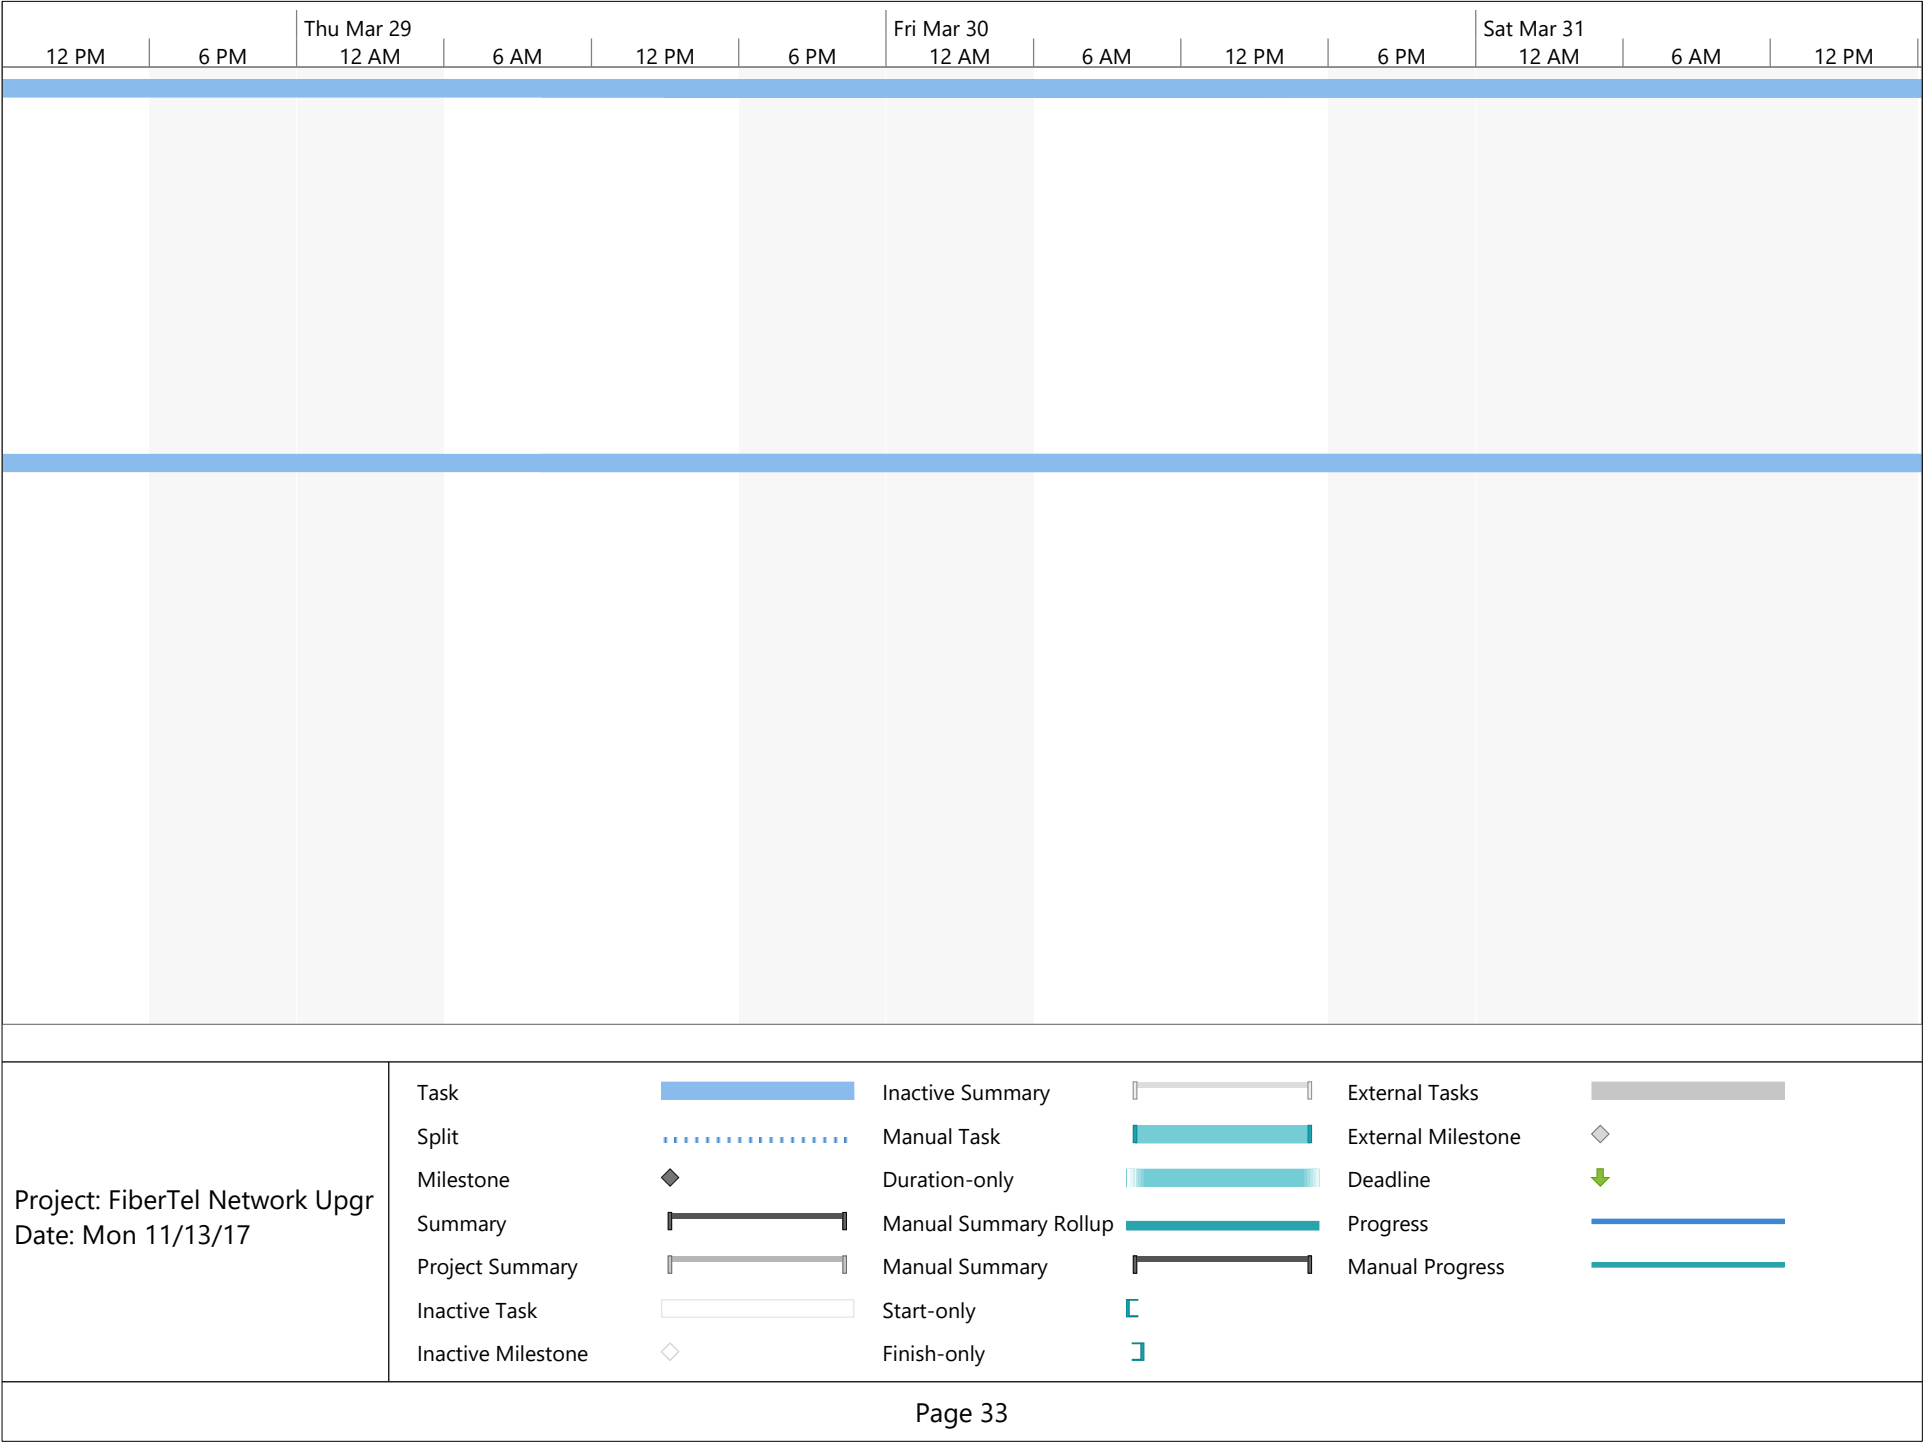 Thu Mar 29 Fri Mar 30 Sat Mar 31
12 PM 6 PM 12 AM 6 AM 12 PM 6 PM 12 AM 6 AM 12 PM 6 PM 12 AM 6 AM 12 PM
Project: FiberTel Network Upgr
Date: Mon 11/13/17
Task
Split
Milestone
Summary
Project Summary
Inactive Task
Inactive Milestone
Inactive Summary
Manual Task
Duration-only
Manual Summary Rollup
Manual Summary
Start-only
Finish-only
External Tasks
External Milestone
Deadline
Progress
Manual Progress
Page 33